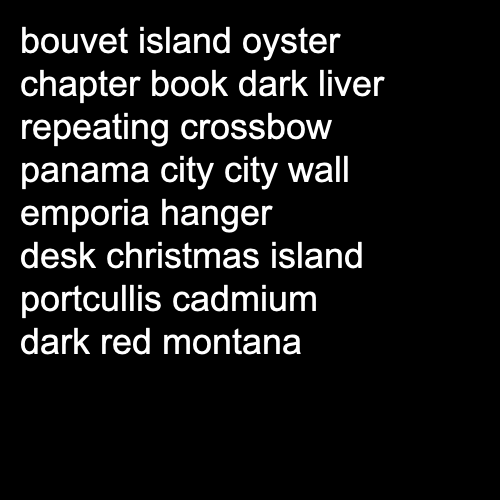 bouvet island oyster
chapter book dark liver
repeating crossbow
panama city city wall
emporia hanger
desk christmas island
portcullis cadmium
dark red montana